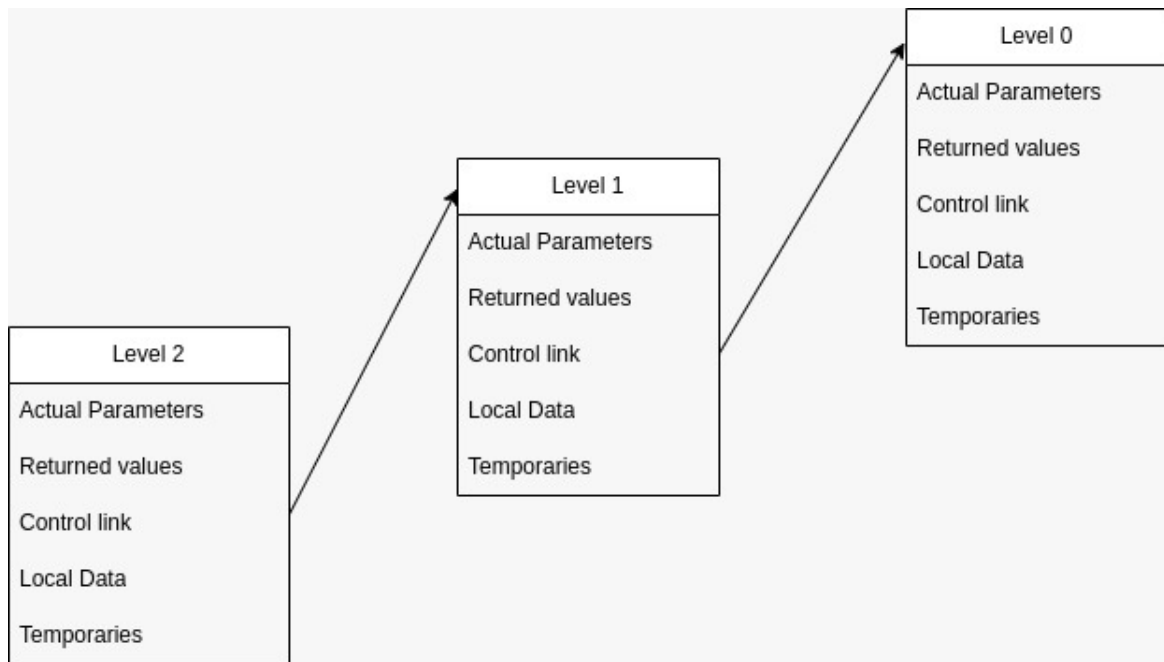 Level 0
Actual Parameters
Returned values
Control link
Local Data
Temporaries
Level 1
Actual Parameters
Returned values
Control link
Local Data
Temporaries
Level 2
Actual Parameters
Returned values
Control link
Local Data
Temporaries